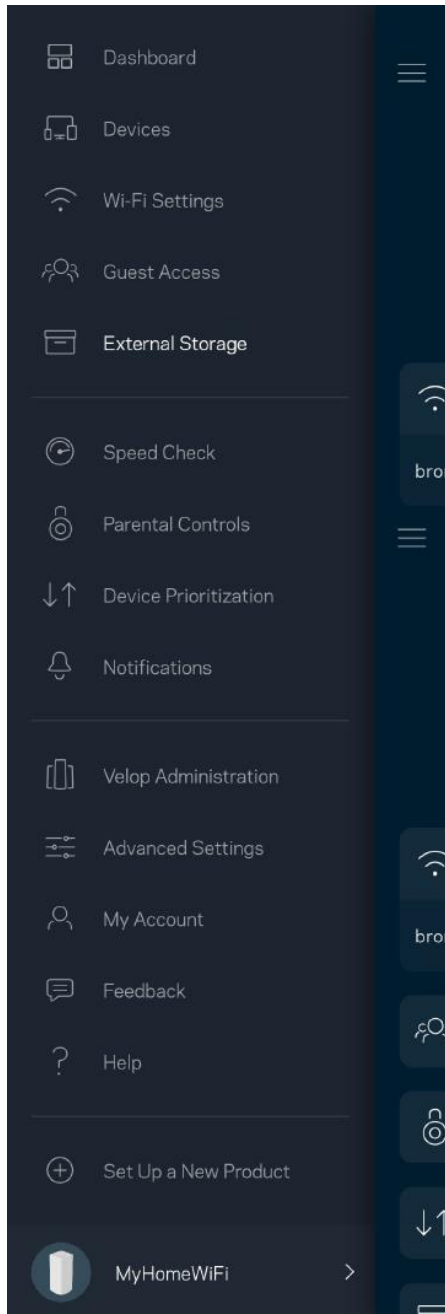 Dashboard
Devices
Wi-Fi Settings
Guest Access
External Storage
Speed Check
Parental Controls
Device Prioritization
Notifications
Velop Administration
Advanced Settings
My Account
Feedback
Help
Set Up a New Product
MyHomeWiFi